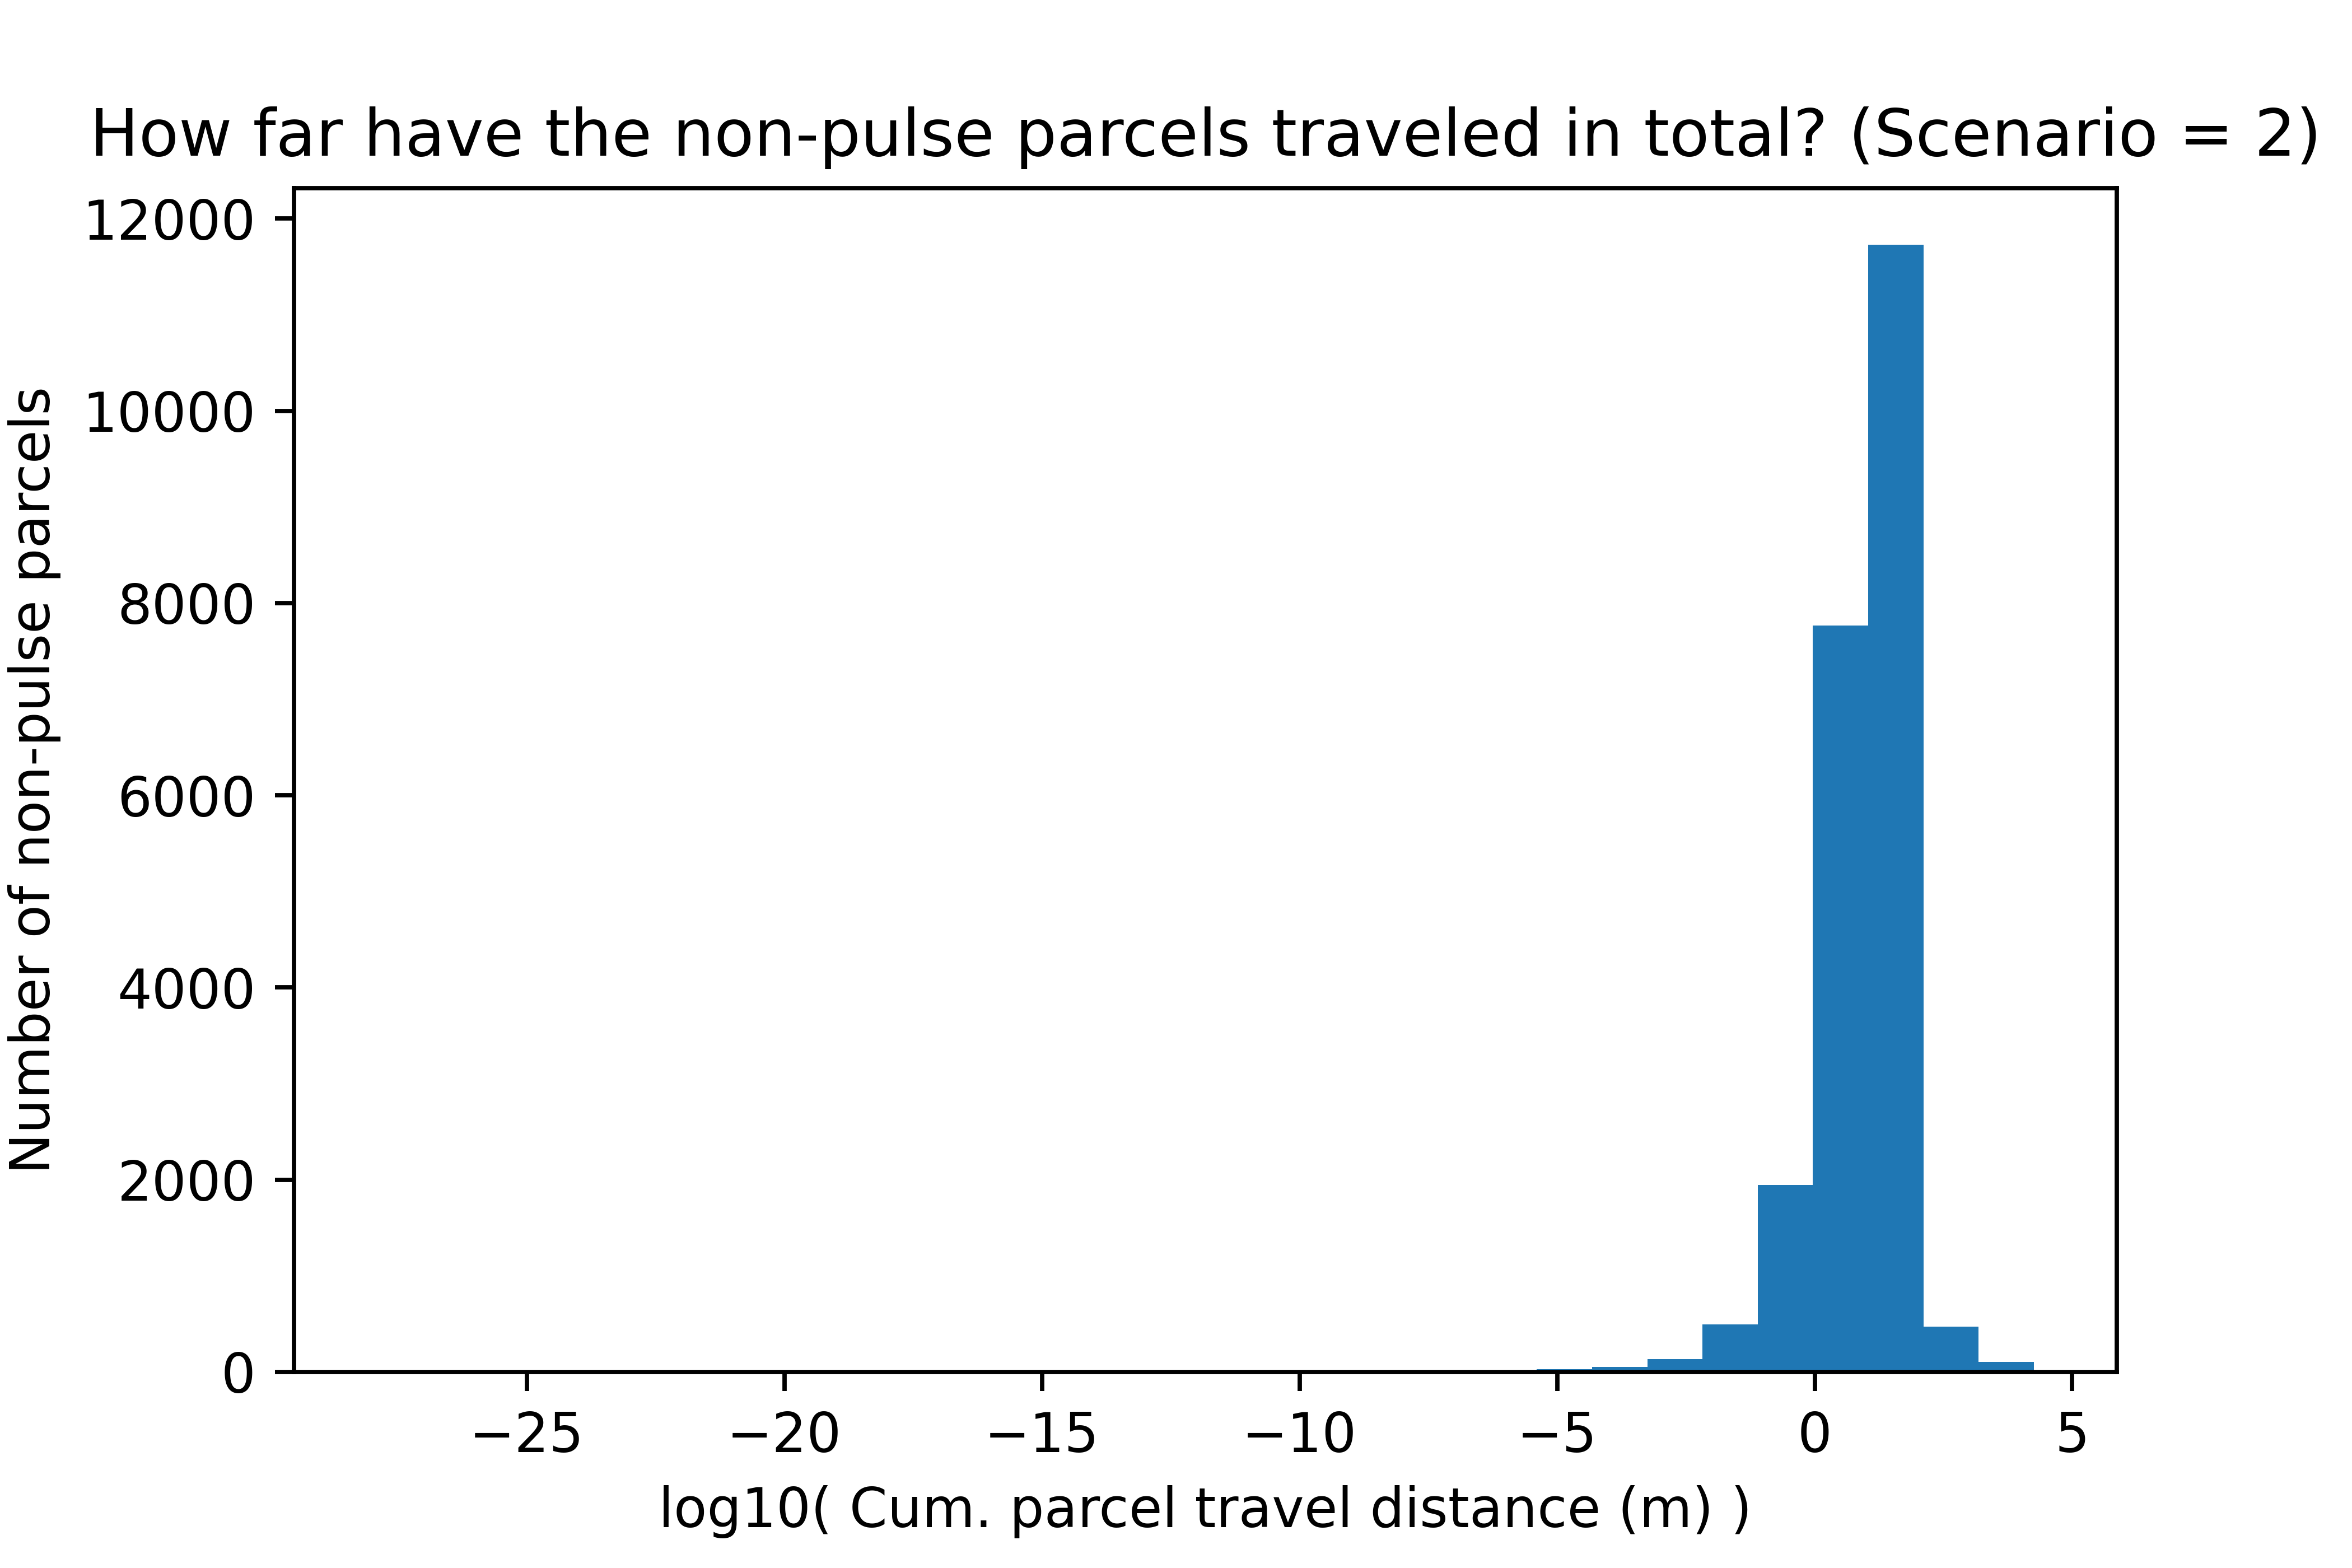 How far have the non-pulse parcels traveled in total? (Scenario = 2)
12000
10000
8000
6000
4000
2000
0
Number of non-pulse parcels
−25 −20 −15 −10 −5 0 5
log10( Cum. parcel travel distance (m) )